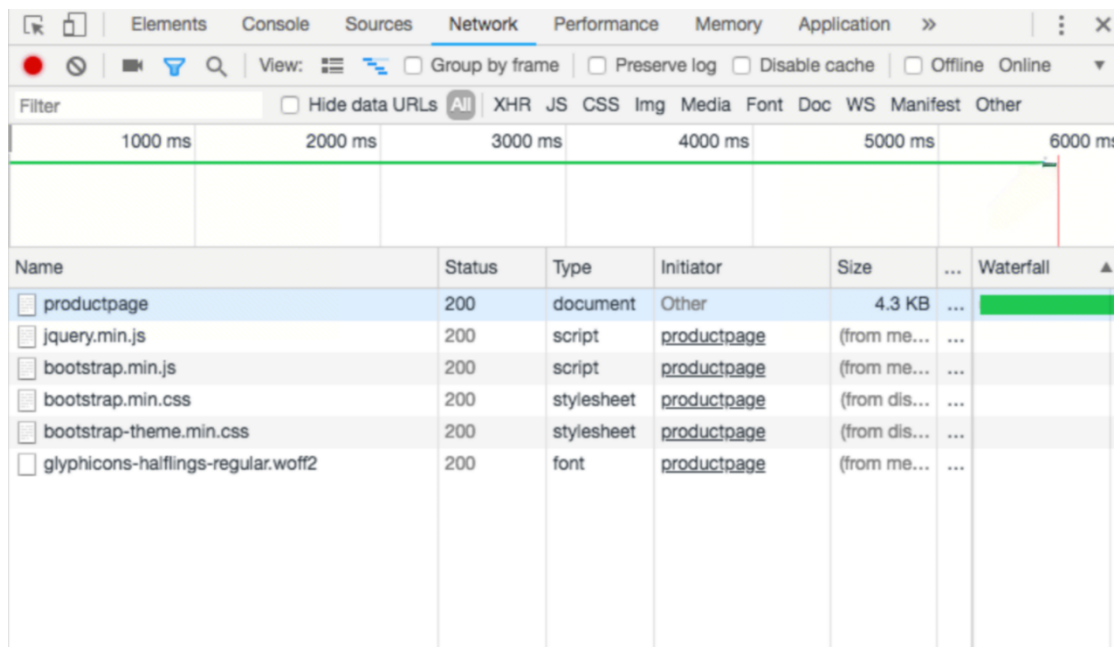 Elements Console Sources Network Performance Memory Application »
View: Group by frame Preserve log Disable cache Offline Online
Filter Hide data URLs All XHR JS CSS Img Media Font Doc WS Manifest Other
1000 ms 2000 ms 3000 ms 4000 ms 5000 ms 6000 ms
Name Status Type Initiator Size ... Waterfall
productpage 200 document Other 4.3 KB ...
jquery.min.js 200 script productpage (from me... ...
bootstrap.min.js 200 script productpage (from me... ...
bootstrap.min.css 200 stylesheet productpage (from dis... ...
bootstrap-theme.min.css 200 stylesheet productpage (from dis... ...
glyphicons-halflings-regular.woff2 200 font productpage (from me... ...